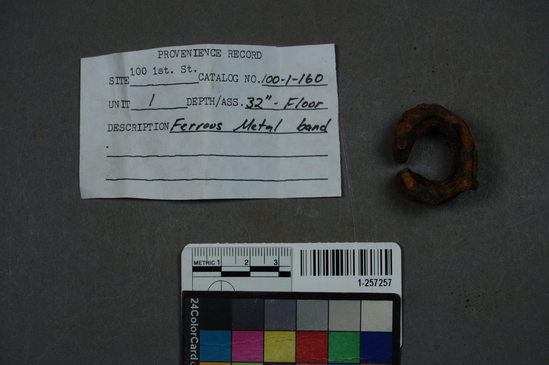 PROVENIENCE RECORD
SITE 100 1st. St. CATALOG NO. 100-1-160
UNIT 1 DEPTH/ASS. 32"-Floor
DESCRIPTION Ferrous Metal band
METRIC 1 2 3
1-257257
24ColorCard